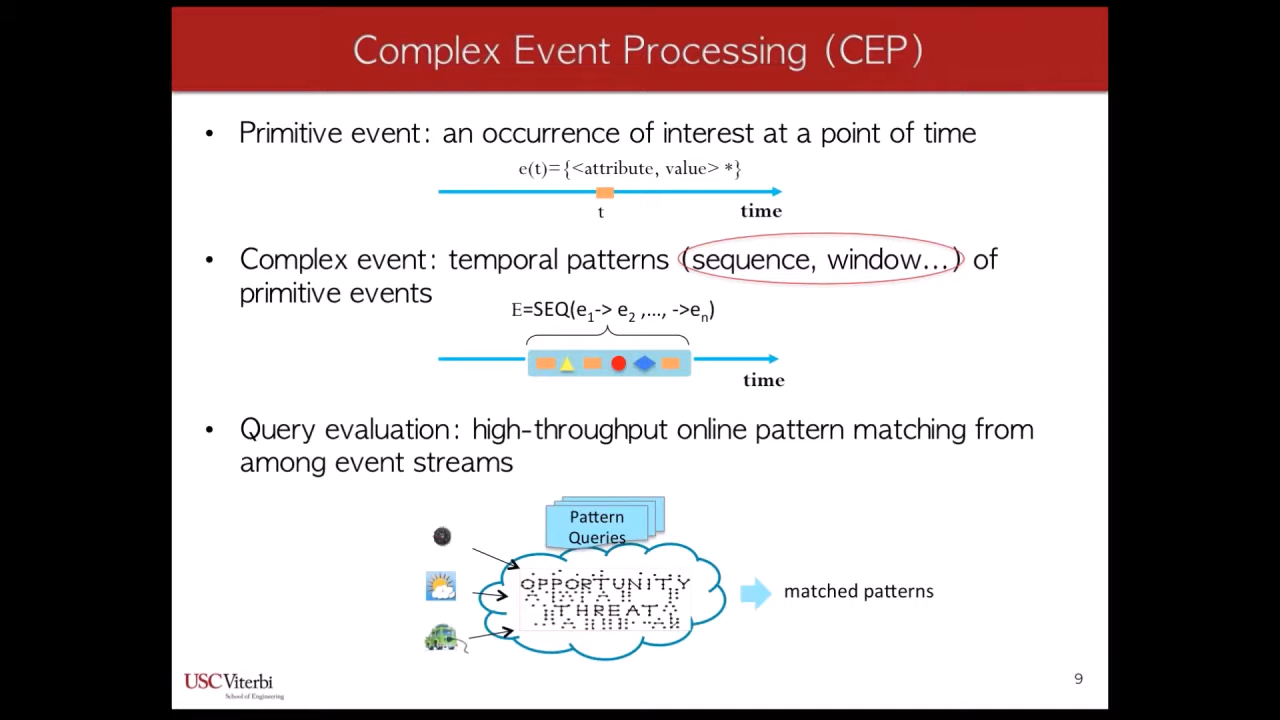 Complex Event Processing (CEP)
• Primitive event: an occurrence of interest at a point of time
e(t)={<attribute, value> *}
t
time
• Complex event: temporal patterns (sequence, window…) of
primitive events
E=SEQ(e1-> e2 ,…, ->en)
time
• Query evaluation: high-throughput online pattern matching from
among event streams
Pattern
Queries
OPPORTUNITY
THREAT
matched patterns
USC Viterbi
School of Engineering
9